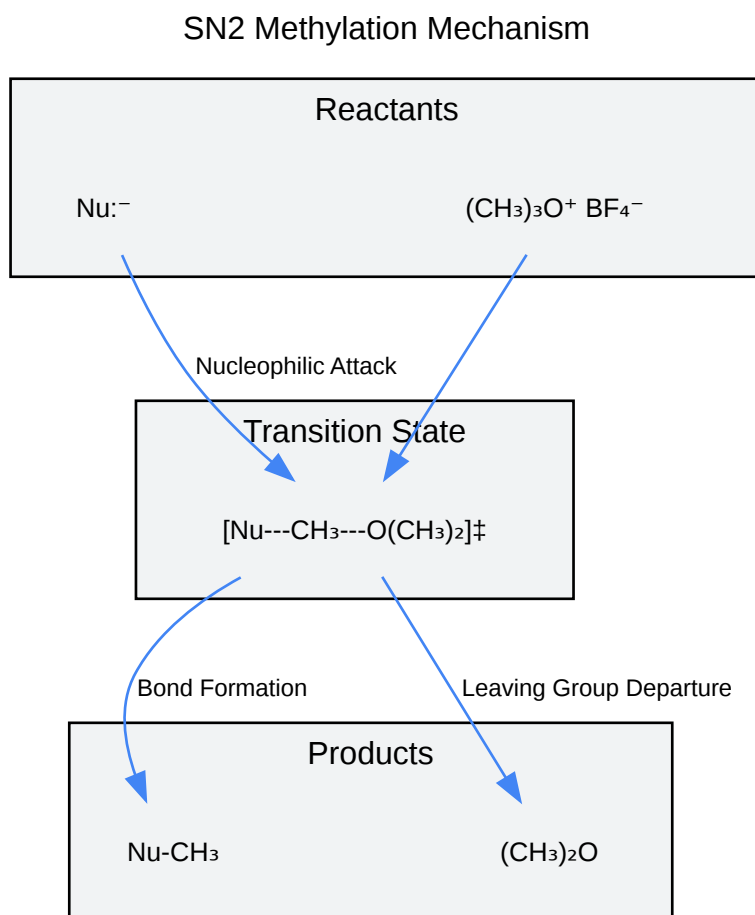 SN2 Methylation Mechanism
Reactants
Nu:⁻
(CH₃)₃O⁺ BF₄⁻
Nucleophilic Attack
Transition State
[Nu---CH₃---O(CH₃)₂]‡
Bond Formation
Leaving Group Departure
Products
Nu-CH₃
(CH₃)₂O